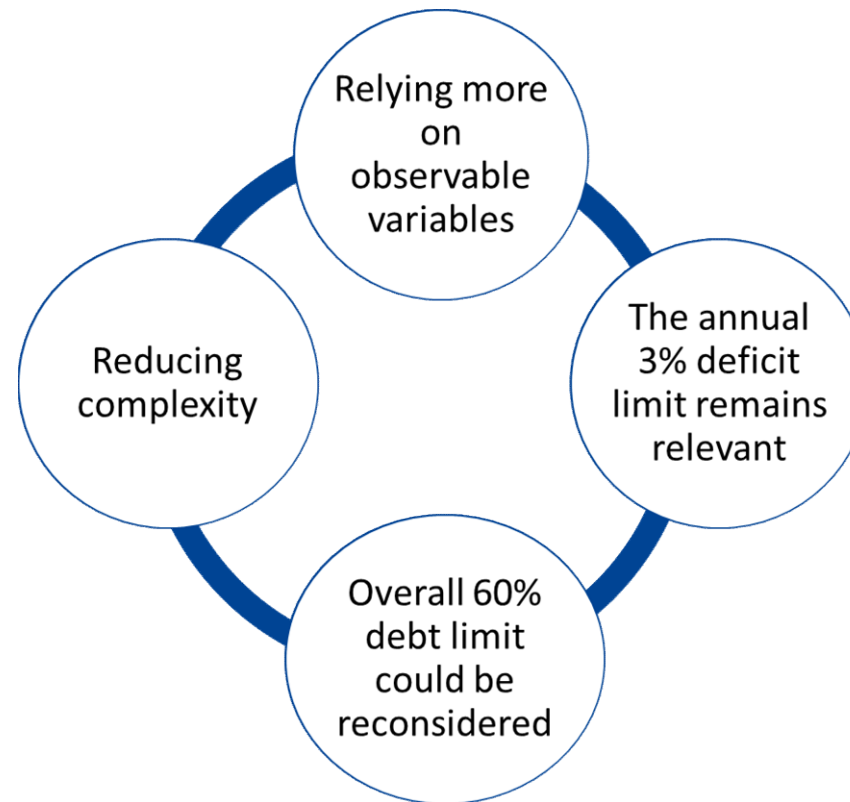 Relying more
on
observable
variables
The annual
3% deficit
limit remains
relevant
Overall 60%
debt limit
could be
reconsidered
Reducing
complexity